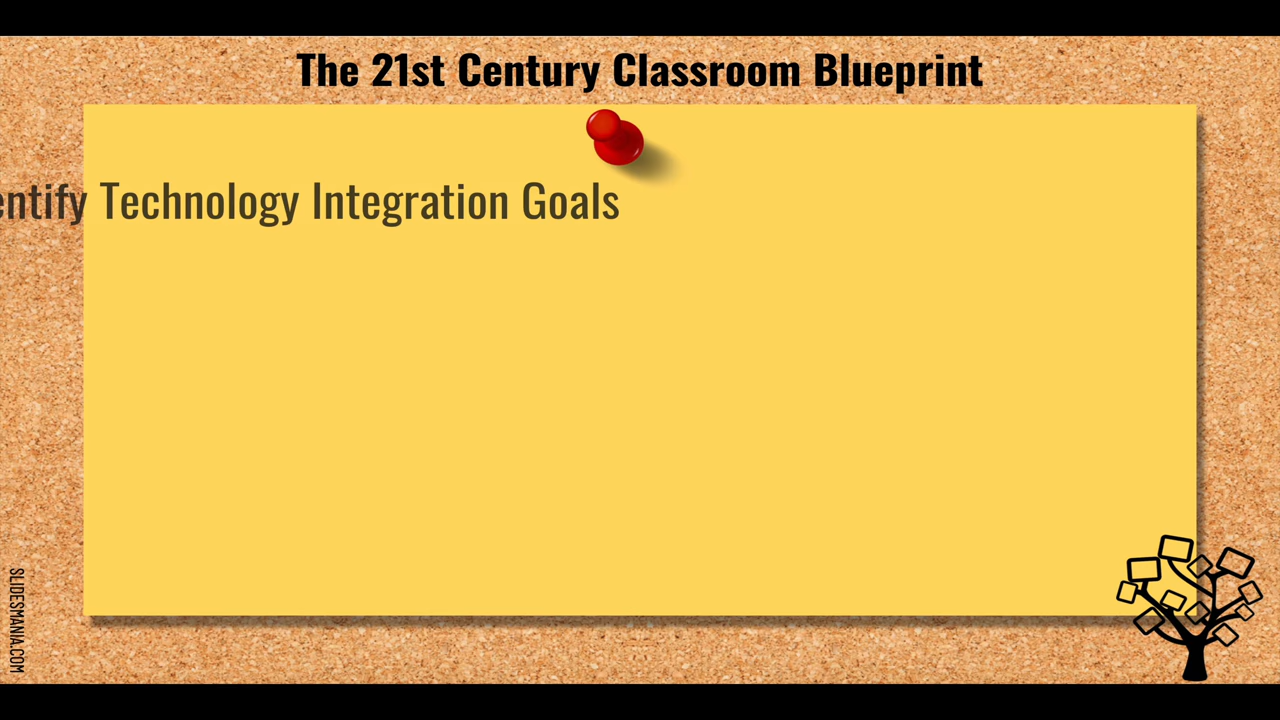 The 21st Century Classroom Blueprint
entify Technology Integration Goals
SLIDESMANIA.COM